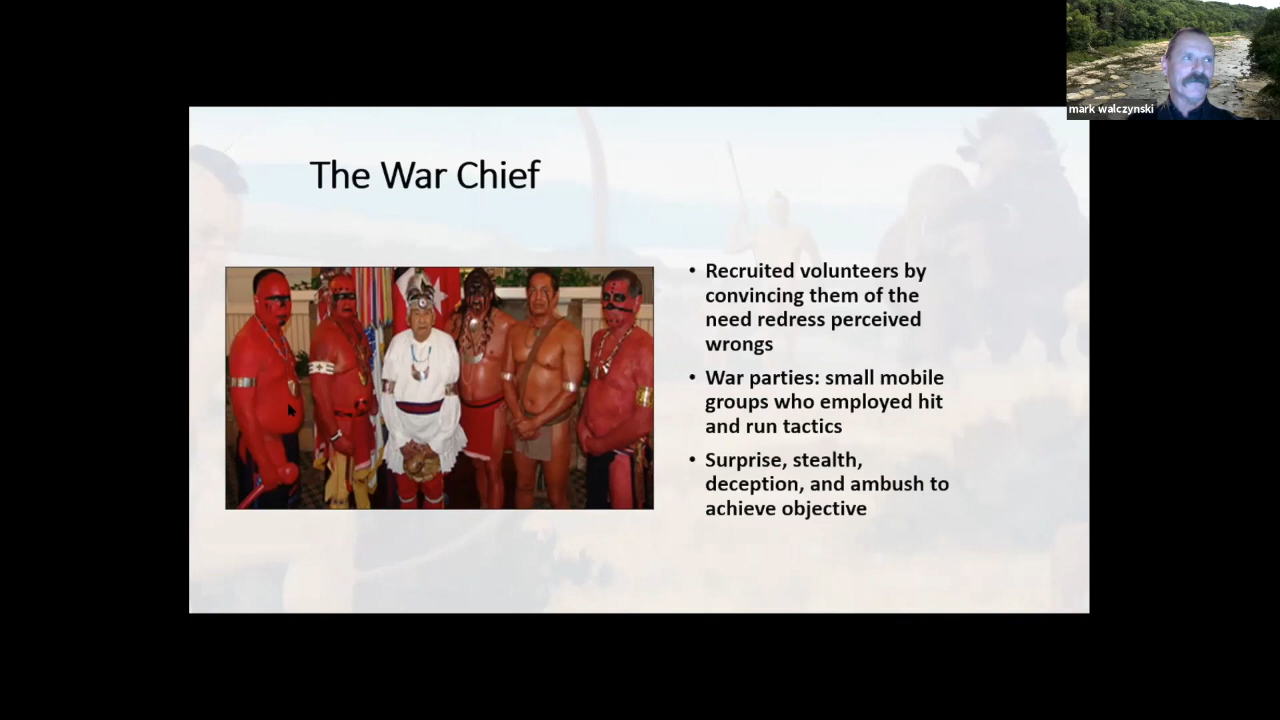 mark walczynski
The War Chief
• Recruited volunteers by
convincing them of the
need redress perceived
wrongs
• War parties: small mobile
groups who employed hit
and run tactics
• Surprise, stealth,
deception, and ambush to
achieve objective